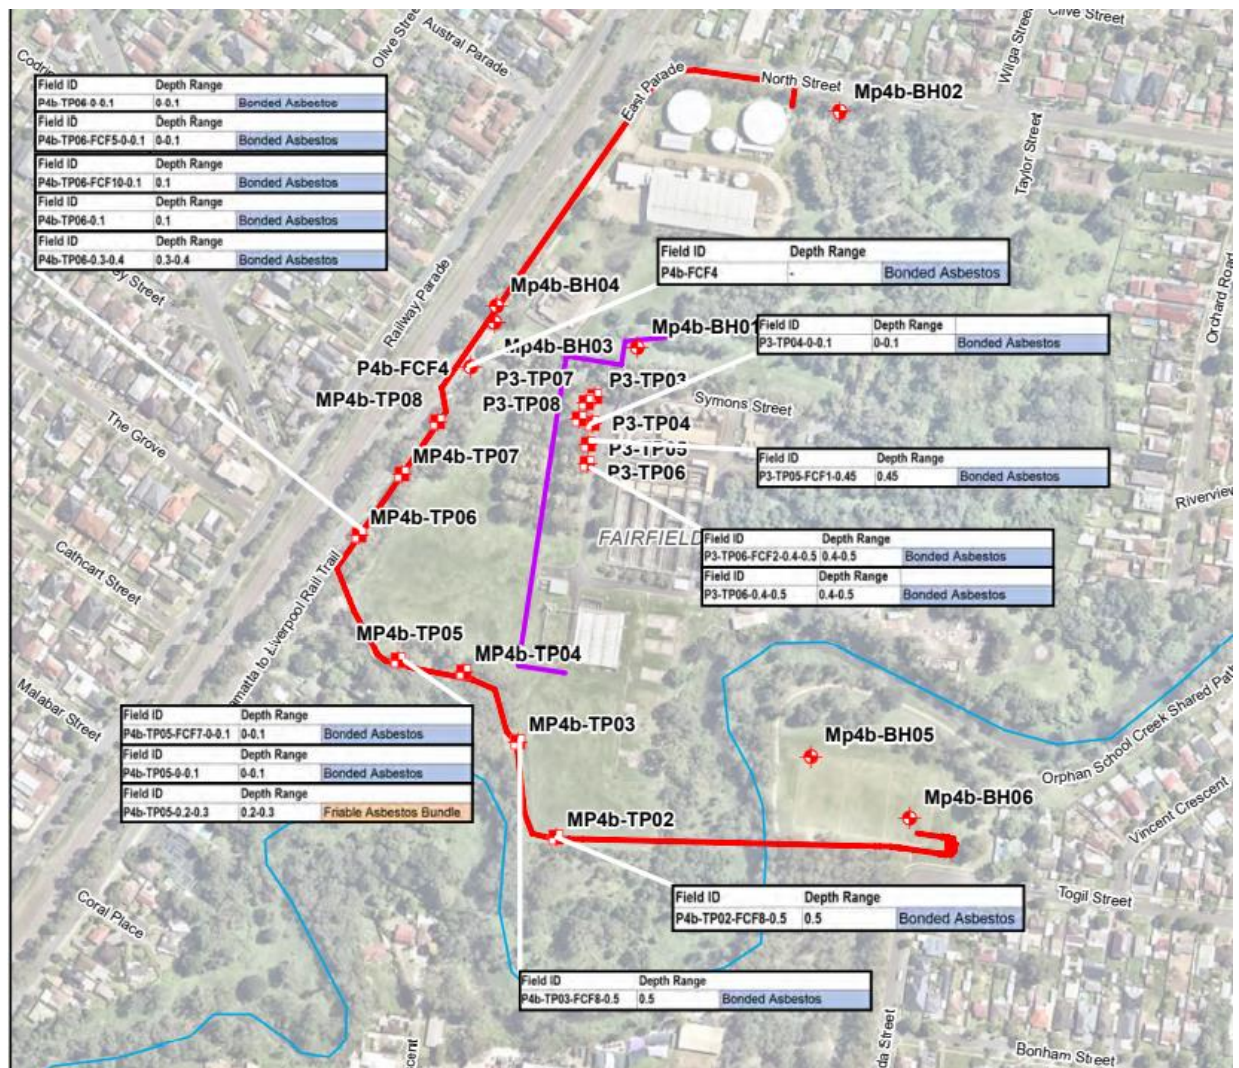 Olive Street
Austral Parade
Clive Street
Wilga Street
East Parade
North Street
Mp4b-BH02
Taylor Street
Field ID Depth Range
P4b-TP06-0-0.1 0-0.1 Bonded Asbestos
Field ID Depth Range
P4b-TP06-FCF5-0-0.1 0-0.1 Bonded Asbestos
Field ID Depth Range
P4b-TP06-FCF10-0.1 0.1 Bonded Asbestos
Field ID Depth Range
P4b-TP06-0.1 0.1 Bonded Asbestos
Field ID Depth Range
P4b-TP06-0.3-0.4 0.3-0.4 Bonded Asbestos
Field ID Depth Range
P4b-FCF4 - Bonded Asbestos
Orchard Road
Railway Parade
Mp4b-BH04
Mp4b-BH01
Field ID Depth Range
P3-TP04-0-0.1 0-0.1 Bonded Asbestos
Mp4b-BH03
P4b-FCF4
P3-TP07
P3-TP03
MP4b-TP08
P3-TP08
Symons Street
P3-TP04
The Grove
P3-TP05
MP4b-TP07
P3-TP06
Field ID Depth Range
P3-TP05-FCF1-0.45 0.45 Bonded Asbestos
Riverview
MP4b-TP06
FAIRFIELD
Field ID Depth Range
P3-TP06-FCF2-0.4-0.5 0.4-0.5 Bonded Asbestos
Field ID Depth Range
P3-TP06-0.4-0.5 0.4-0.5 Bonded Asbestos
Cathcart Street
amatta to Liverpool Rail Trail
MP4b-TP05
MP4b-TP04
Malabar Street
Field ID Depth Range
P4b-TP05-FCF7-0-0.1 0-0.1 Bonded Asbestos
Field ID Depth Range
P4b-TP05-0-0.1 0-0.1 Bonded Asbestos
Field ID Depth Range
P4b-TP05-0.2-0.3 0.2-0.3 Friable Asbestos Bundle
MP4b-TP03
Mp4b-BH05
Orphan School Creek Shared Path
Mp4b-BH06
Vincent Crescent
MP4b-TP02
Togil Street
Field ID Depth Range
P4b-TP02-FCF8-0.5 0.5 Bonded Asbestos
Coral Place
Field ID Depth Range
P4b-TP03-FCF8-0.5 0.5 Bonded Asbestos
cent
da Street
Bonham Street